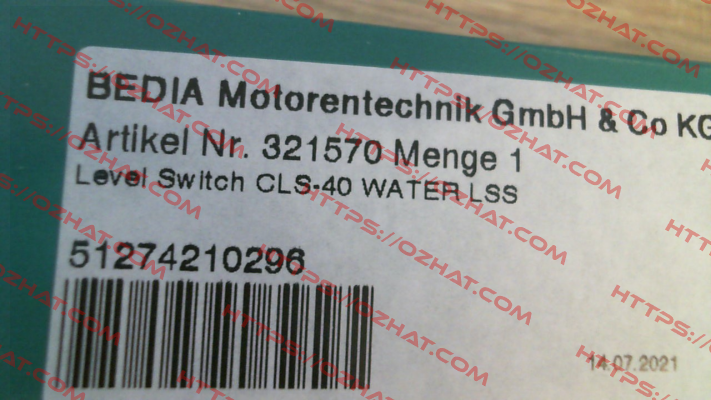 BEDIA Motorentechnik GmbH & Co KG
Artikel Nr. 321570 Menge 1
Level Switch CLS-40 WATER LSS
51274210296
14.07.2021
HTTPS://OZHAT.COM